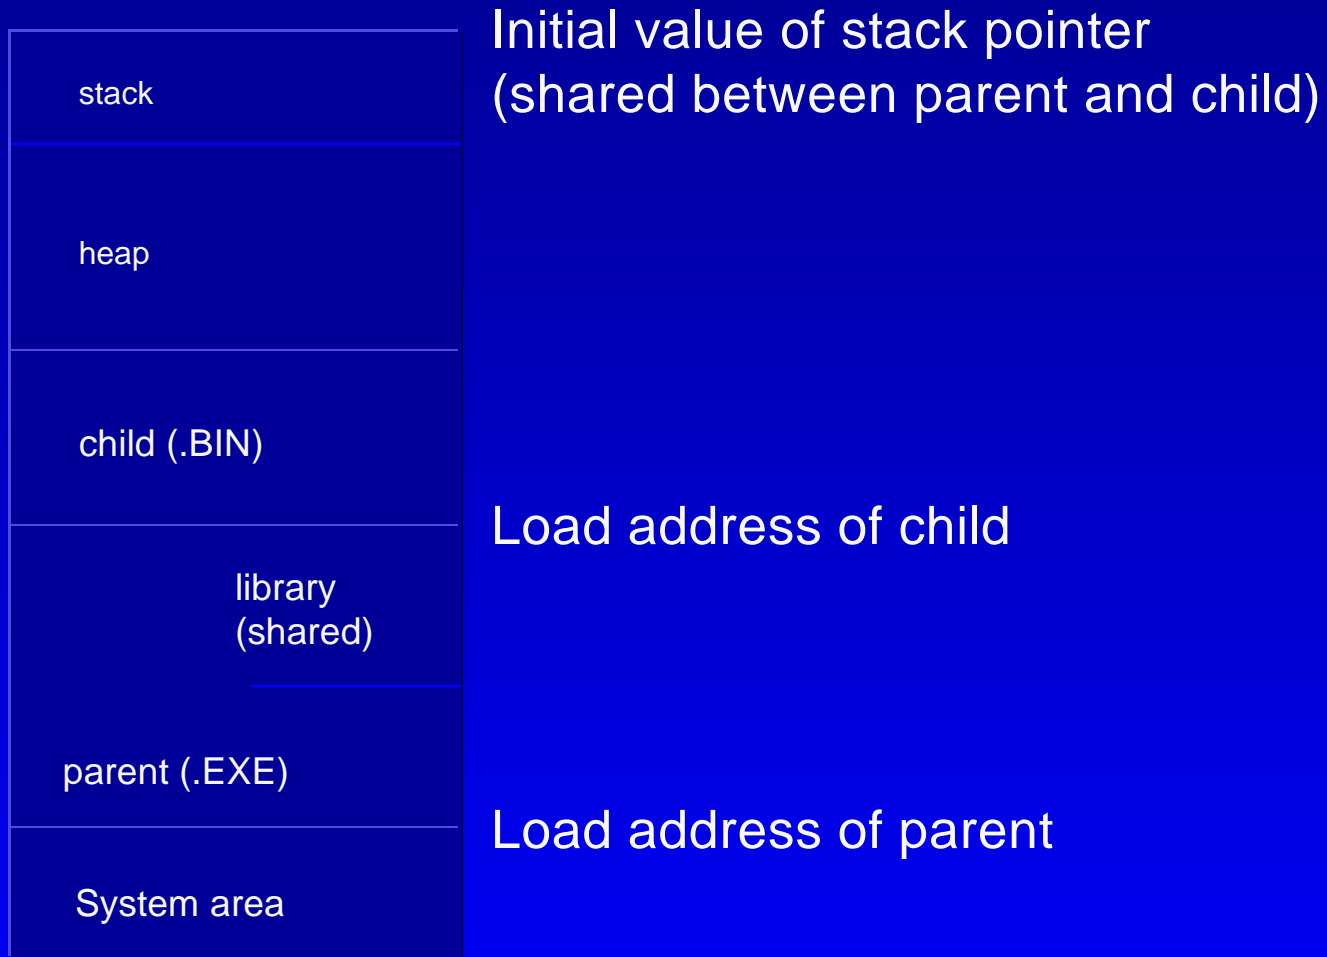 Initial value of stack pointer
(shared between parent and child)
stack
heap
child (.BIN)
Load address of child
library
(shared)
parent (.EXE)
Load address of parent
System area